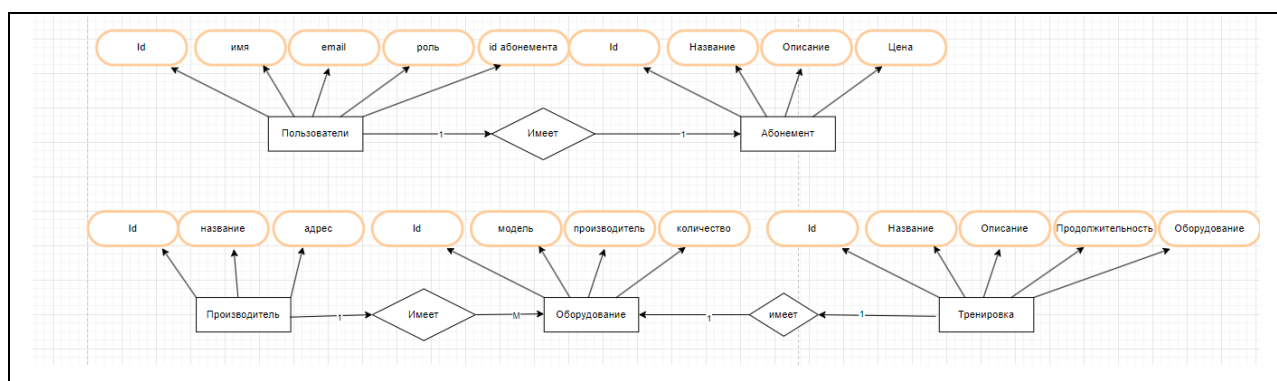 Id имя email роль id абонемента Id Название Описание Цена
Пользователи 1 Имеет 1 Абонемент
Id название адрес Id модель производитель количество Id Название Описание Продолжительность Оборудование
Производитель 1 Имеет М Оборудование 1 имеет 1 Тренировка